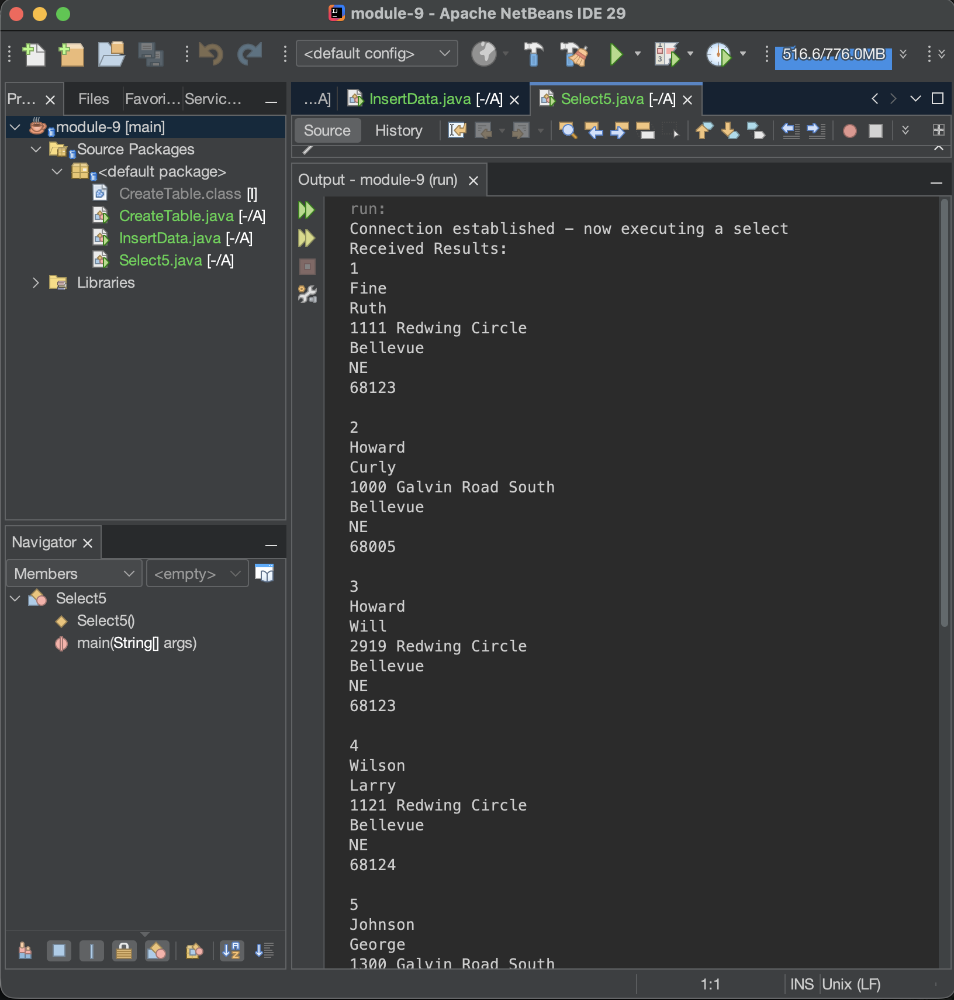 module-9 - Apache NetBeans IDE 29
<default config>
516.6/776.0MB
Pr... Files Favori... Servic...
module-9 [main]
Source Packages
<default package>
CreateTable.class [I]
CreateTable.java [-/A]
InsertData.java [-/A]
Select5.java [-/A]
Libraries
Navigator
Members <empty>
Select5
Select5()
main(String[] args)
...A] InsertData.java [-/A] Select5.java [-/A]
Source History
Output - module-9 (run)
run:
Connection established - now executing a select
Received Results:
1
Fine
Ruth
1111 Redwing Circle
Bellevue
NE
68123
2
Howard
Curly
1000 Galvin Road South
Bellevue
NE
68005
3
Howard
Will
2919 Redwing Circle
Bellevue
NE
68123
4
Wilson
Larry
1121 Redwing Circle
Bellevue
NE
68124
5
Johnson
George
1300 Galvin Road South
1:1 INS Unix (LF)